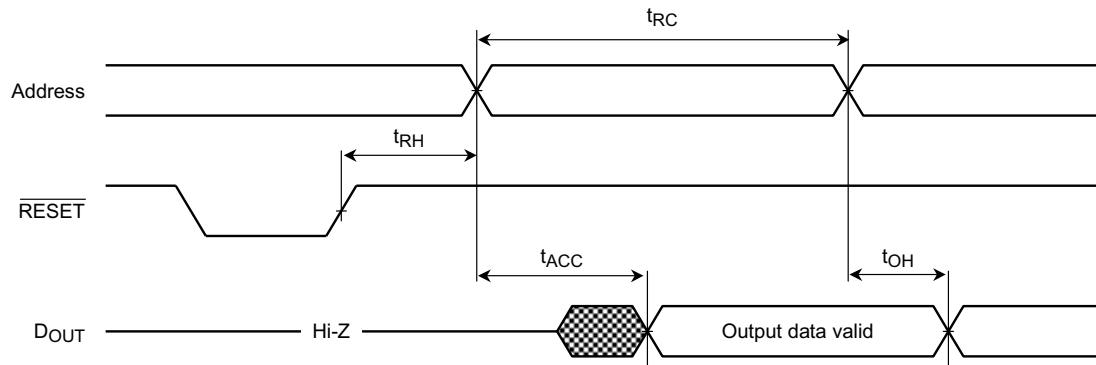 tRC
Address
tRH
RESET
tACC
tOH
DOUT
Hi-Z
Output data valid